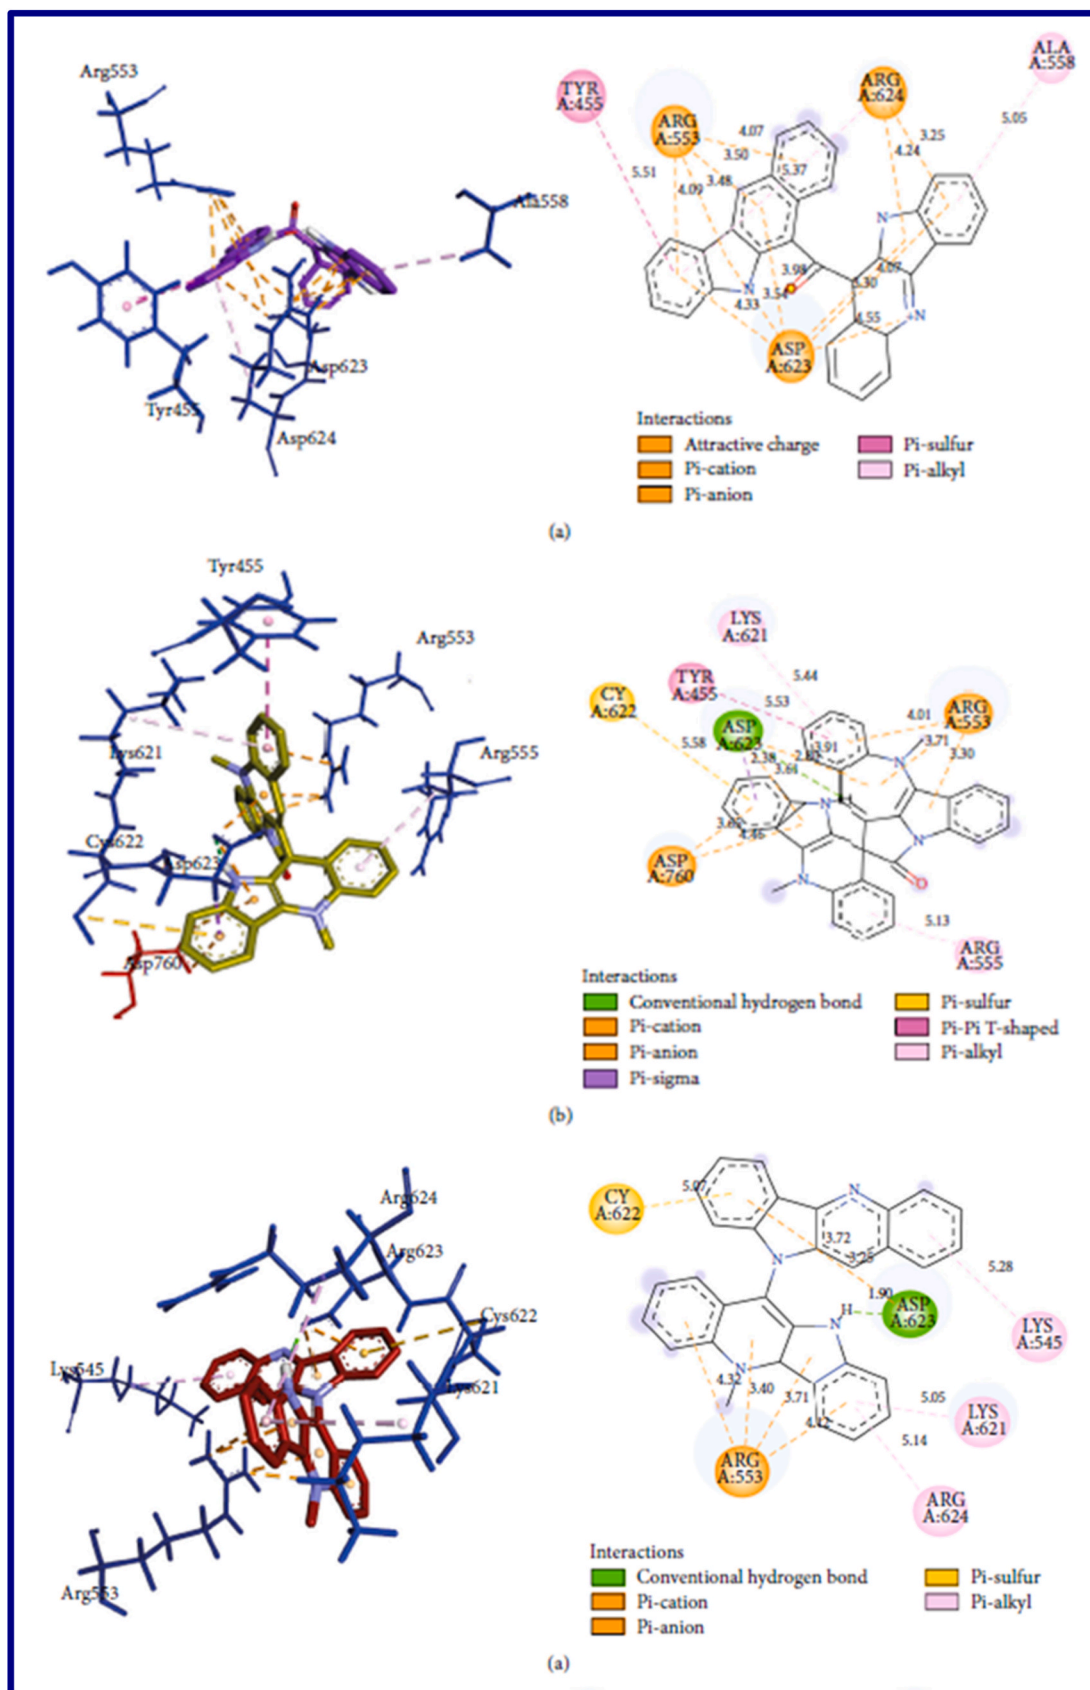 Arg553
Ala558
Asp623
Tyr455
Asp624
TYR
A:455
ARG
A:553
ARG
A:624
ALA
A:558
4.07
3.50
3.48
5.37
5.51
4.09
3.25
4.24
5.05
N
N
3.98
4.07
4.33
3.54
5.30
4.55
+N
ASP
A:623
Interactions
Attractive charge
Pi-cation
Pi-anion
Pi-sulfur
Pi-alkyl
(a)
Tyr455
Arg553
Lys621
Arg555
Cys622
Asp623
Asp760
LYS
A:621
TYR
A:455
CY
A:622
ASP
A:623
ARG
A:553
5.44
5.53
4.01
3.91
3.71
5.58
2.38
3.61
3.30
N
N
N
N
O
4.46
ASP
A:760
5.13
ARG
A:555
Interactions
Conventional hydrogen bond
Pi-cation
Pi-anion
Pi-sigma
Pi-sulfur
Pi-Pi T-shaped
Pi-alkyl
(b)
Arg624
Arg623
Cys622
Lys545
Lys621
Arg553
CY
A:622
5.07
N
3.72
3.25
5.28
N
1.90
H
N
ASP
A:623
LYS
A:545
N
4.32
3.40
3.71
4.12
5.05
5.14
LYS
A:621
ARG
A:553
ARG
A:624
Interactions
Conventional hydrogen bond
Pi-cation
Pi-anion
Pi-sulfur
Pi-alkyl
(a)